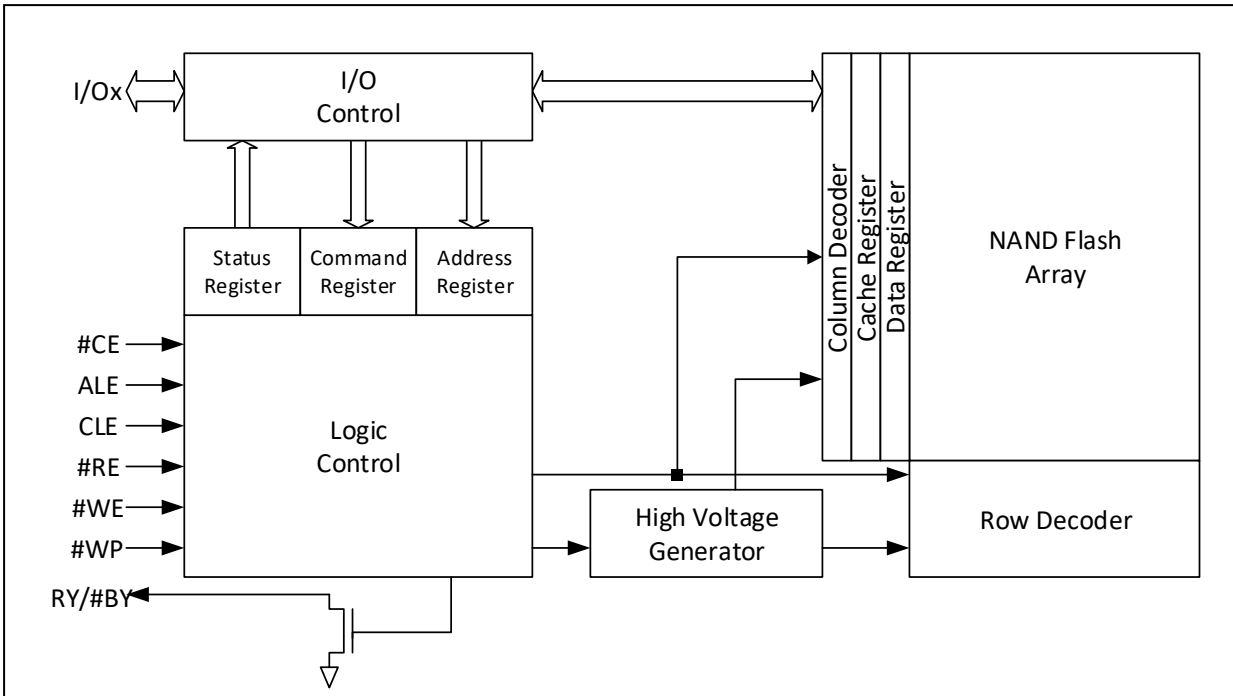 I/Ox
I/O
Control
Status
Register
Command
Register
Address
Register
#CE
ALE
CLE
#RE
#WE
#WP
RY/#BY
Logic
Control
High Voltage
Generator
Column Decoder
Cache Register
Data Register
NAND Flash
Array
Row Decoder